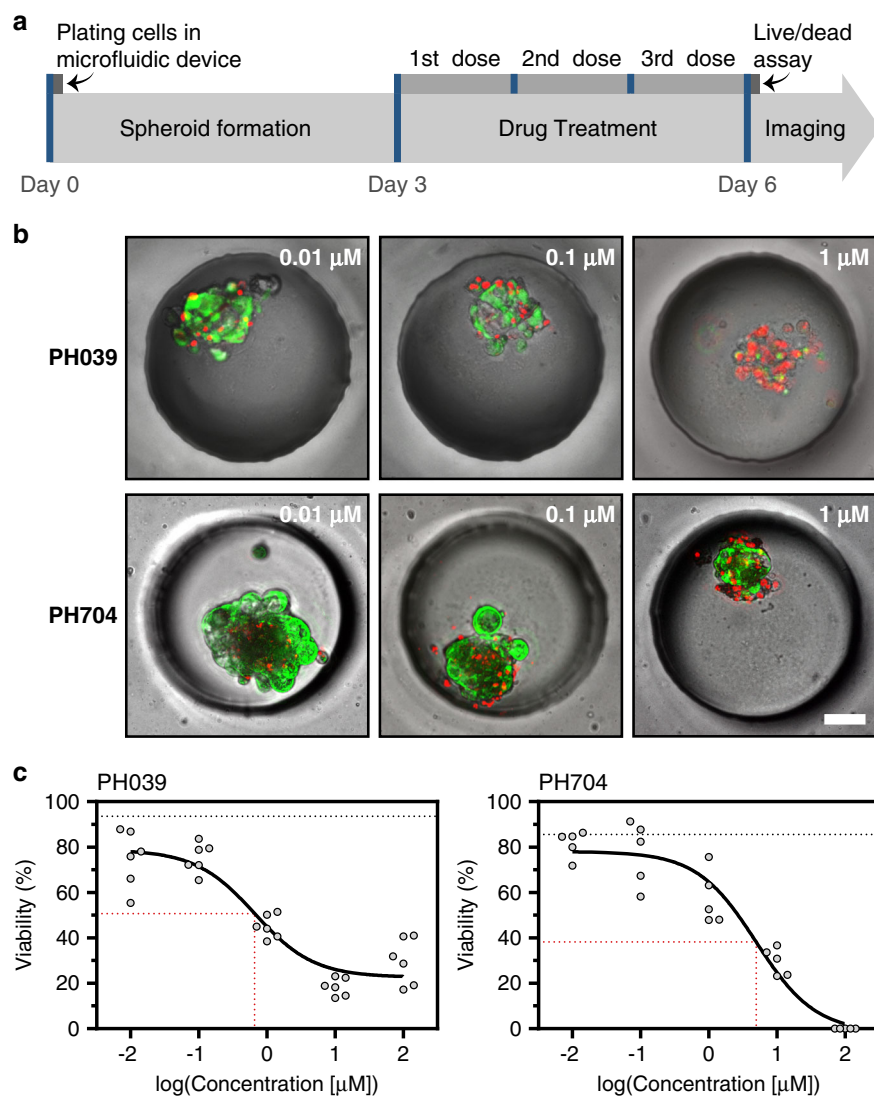 a
Plating cells in
microfluidic device
Live/dead
assay
1st dose
2nd dose
3rd dose
Spheroid formation
Drug Treatment
Imaging
Day 0
Day 3
Day 6
b
0.01 μM
0.1 μM
1 μM
PH039
0.01 μM
0.1 μM
1 μM
PH704
c
PH039
100
80
60
40
20
0
Viability (%)
-2 -1 0 1 2
log(Concentration [μM])
PH704
100
80
60
40
20
0
Viability (%)
-2 -1 0 1 2
log(Concentration [μM])